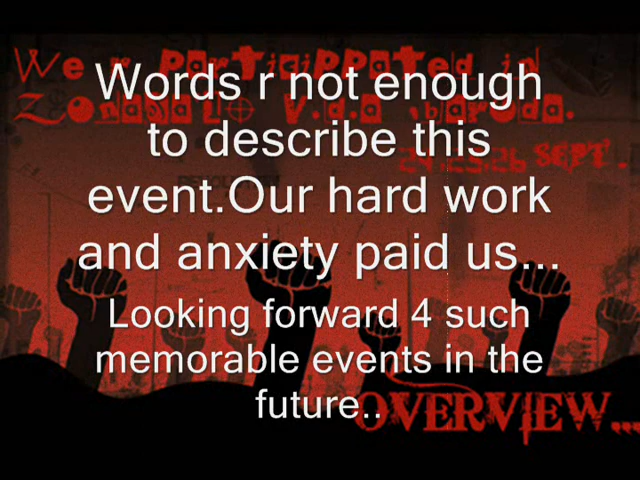 We r participated in
Words r not enough
to describe this
event.Our hard work
and anxiety paid us...
Looking forward 4 such
memorable events in the
future..
SEPT.
OVERVIEW...